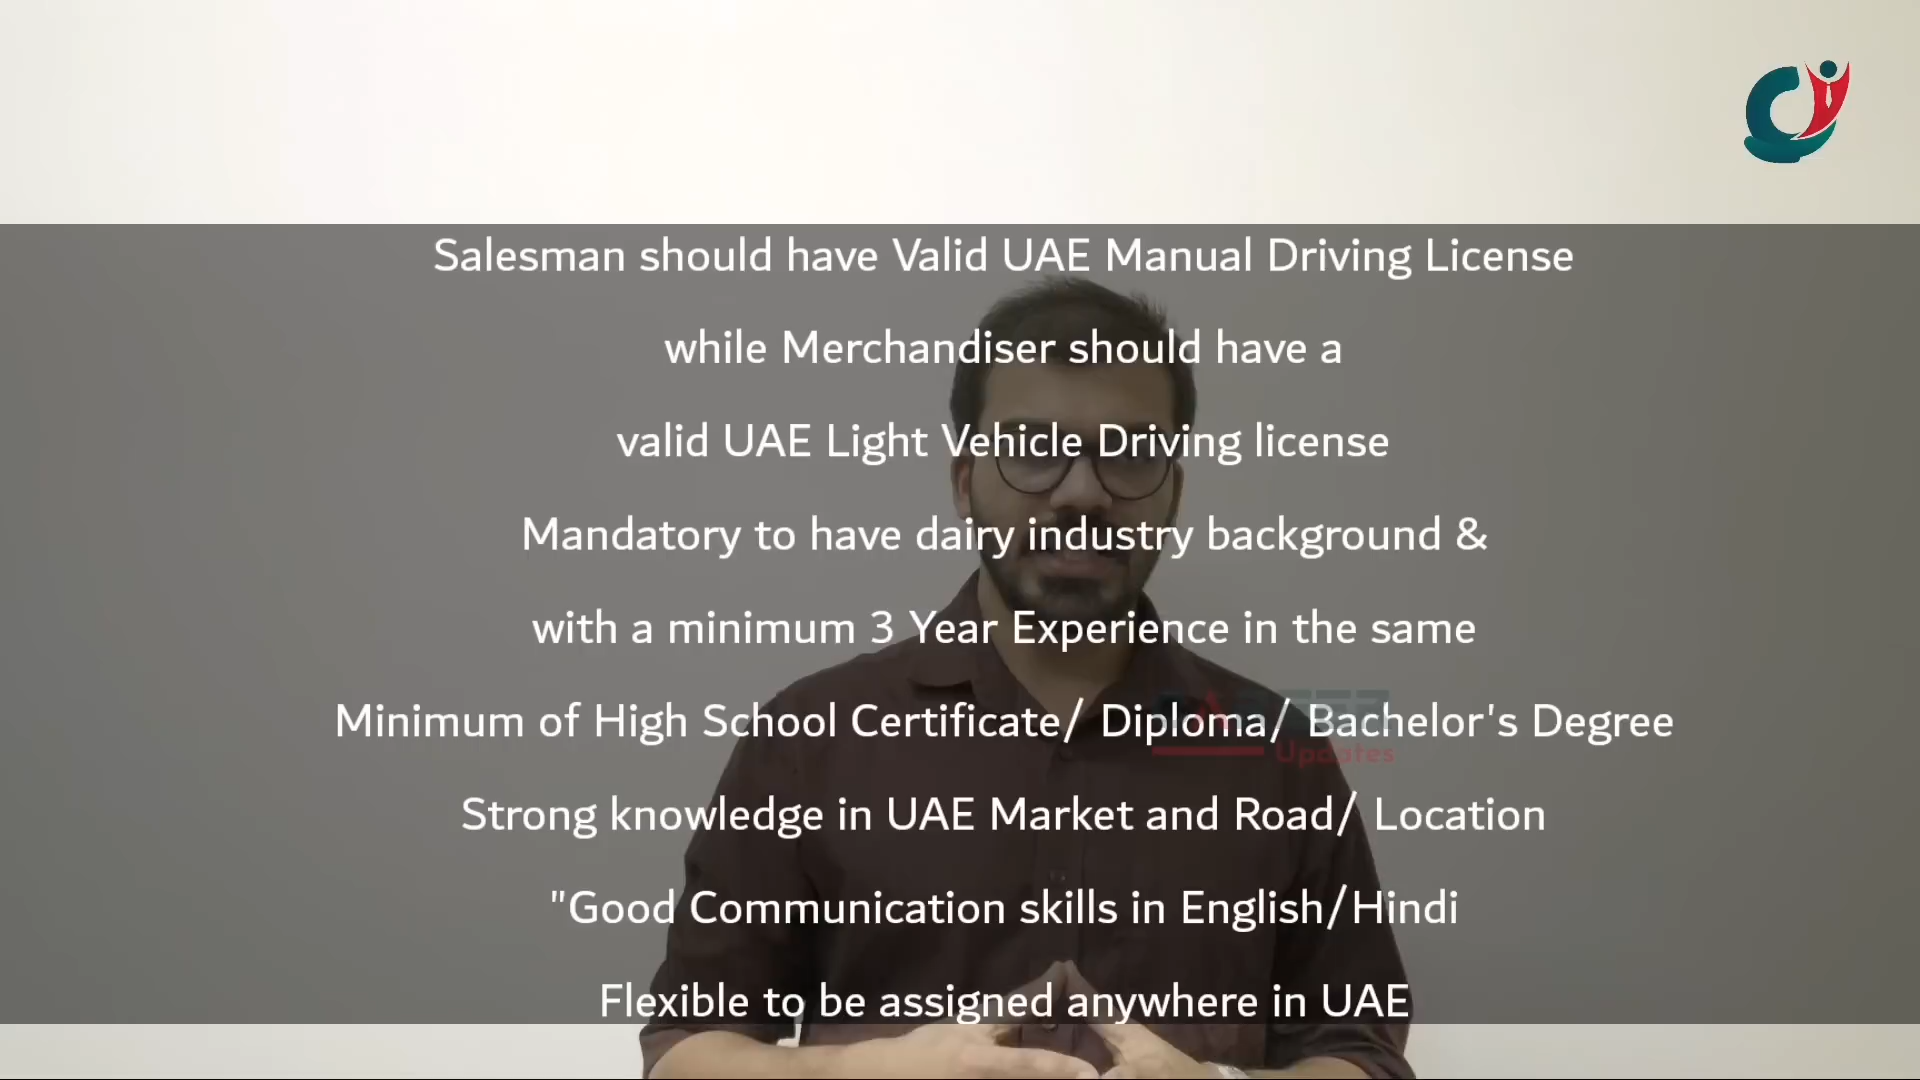 Salesman should have Valid UAE Manual Driving License
while Merchandiser should have a
valid UAE Light Vehicle Driving license
Mandatory to have dairy industry background &
with a minimum 3 Year Experience in the same
Minimum of High School Certificate/ Diploma/ Bachelor's Degree
Updates
Strong knowledge in UAE Market and Road/ Location
"Good Communication skills in English/Hindi
Flexible to be assigned anywhere in UAE